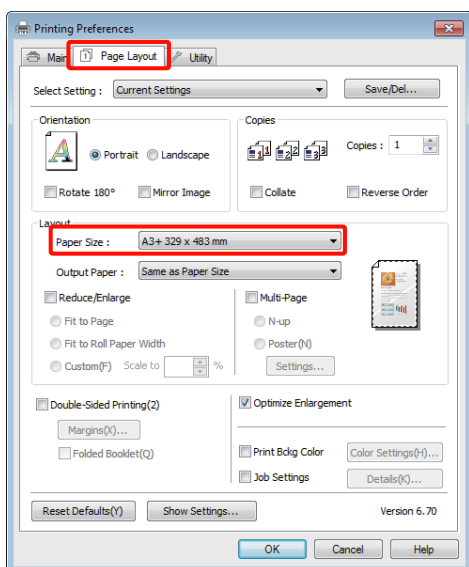 Printing Preferences
Main Page Layout Utility
Select Setting : Current Settings Save/Del...
Orientation Copies
Portrait Landscape Copies : 1
Rotate 180° Mirror Image Collate Reverse Order
Layout
Paper Size : A3+ 329 x 483 mm
Output Paper : Same as Paper Size
Reduce/Enlarge Multi-Page
Fit to Page N-up
Fit to Roll Paper Width Poster(N)
Custom(F) Scale to % Settings...
Double-Sided Printing(2) Optimize Enlargement
Margins(X)...
Folded Booklet(Q) Print Bckg Color Color Settings(H)...
Job Settings Details(K)...
Reset Defaults(Y) Show Settings... Version 6.70
OK Cancel Help